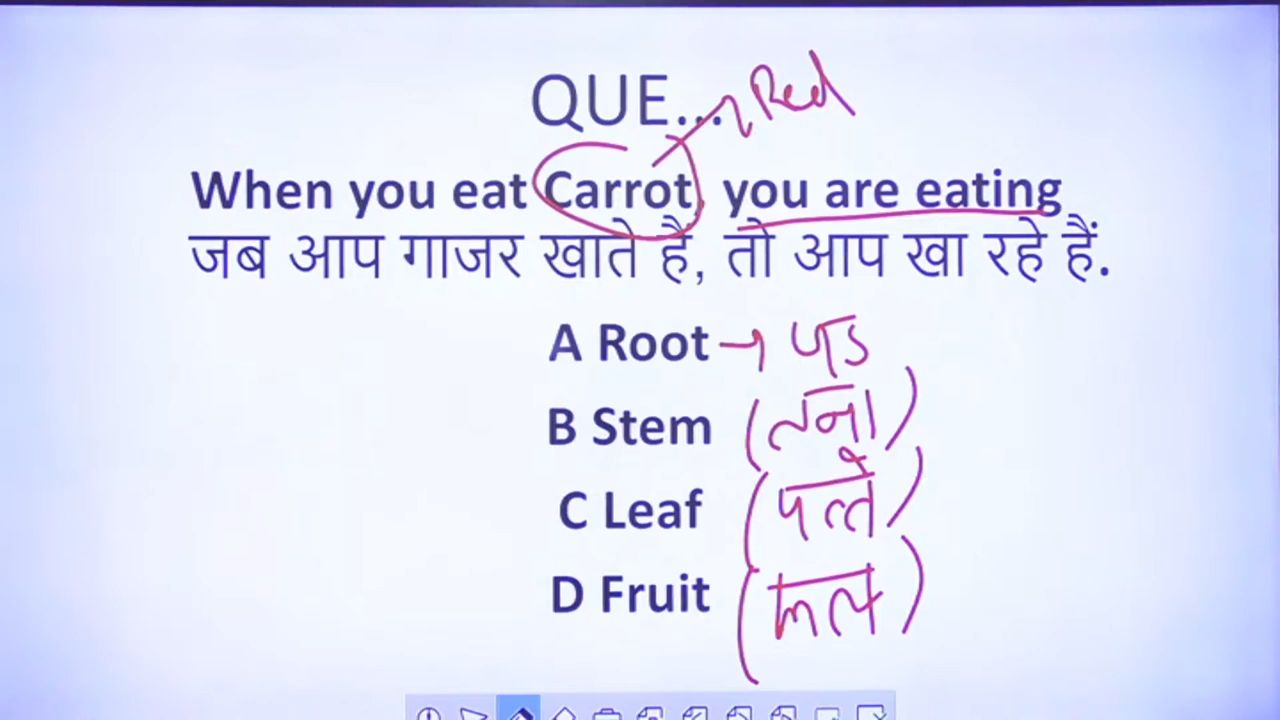 QUE...
Red
When you eat Carrot, you are eating
जब आप गाजर खाते है, तो आप खा रहे हैं.
A Root → जड
B Stem (तना)
C Leaf (पत्ते)
D Fruit (फल)